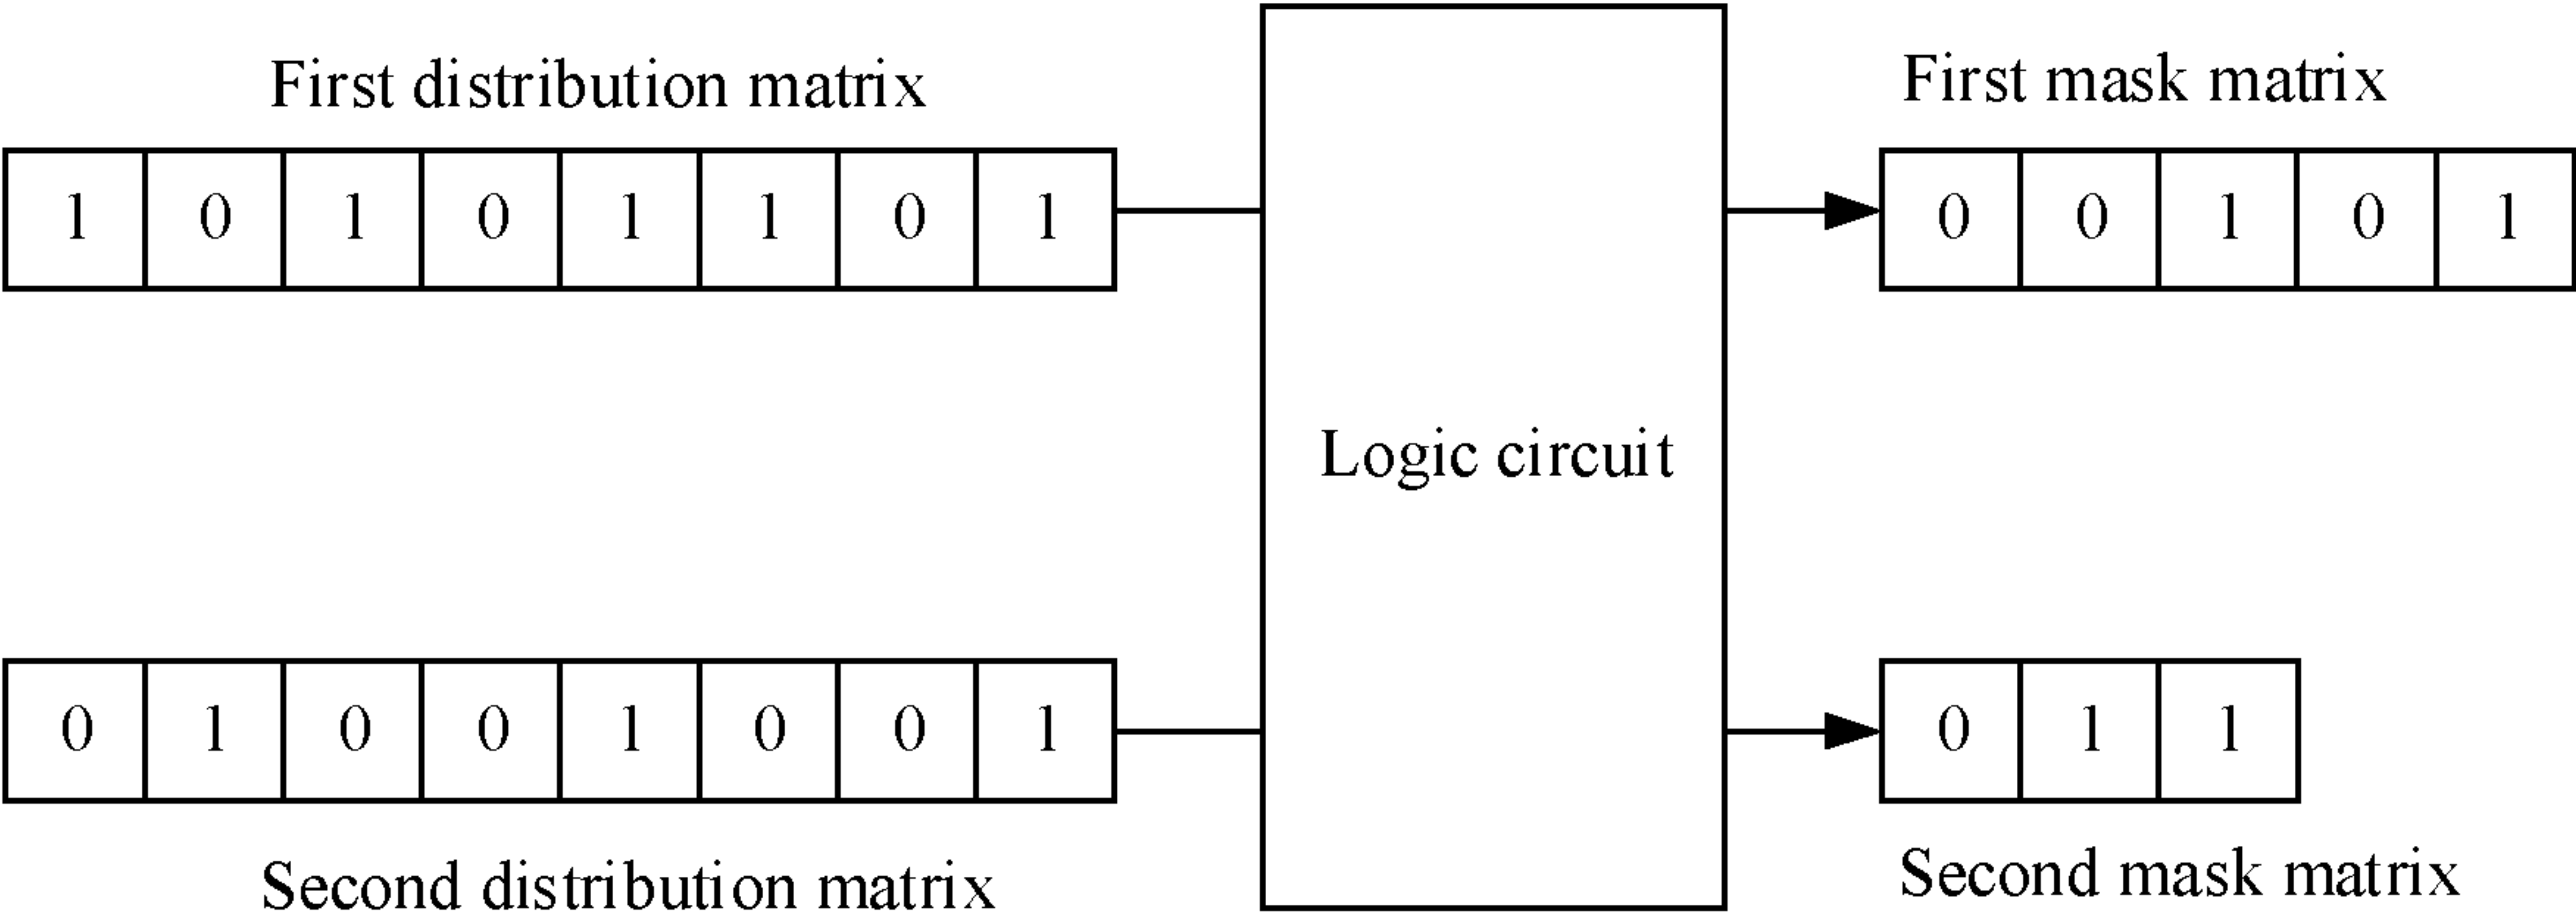 First distribution matrix
First mask matrix
1 0 1 0 1 1 0 1
0 0 1 0 1
Logic circuit
0 1 0 0 1 0 0 1
0 1 1
Second distribution matrix
Second mask matrix